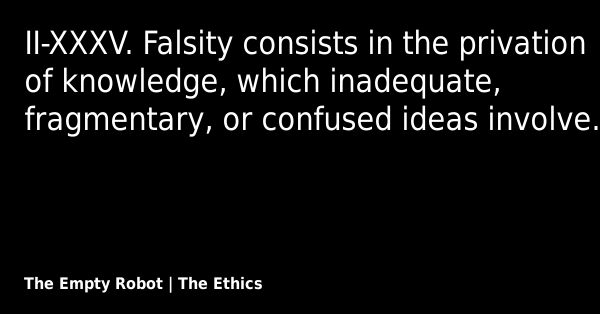 II-XXXV. Falsity consists in the privation
of knowledge, which inadequate,
fragmentary, or confused ideas involve.
The Empty Robot | The Ethics